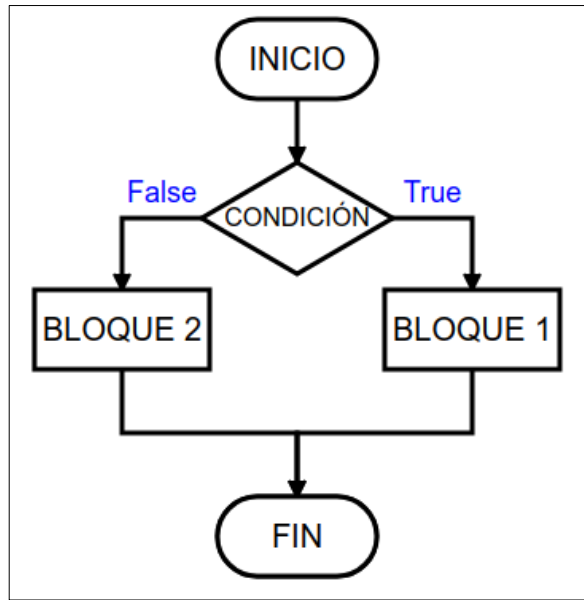 INICIO
False
True
CONDICIÓN
BLOQUE 2
BLOQUE 1
FIN